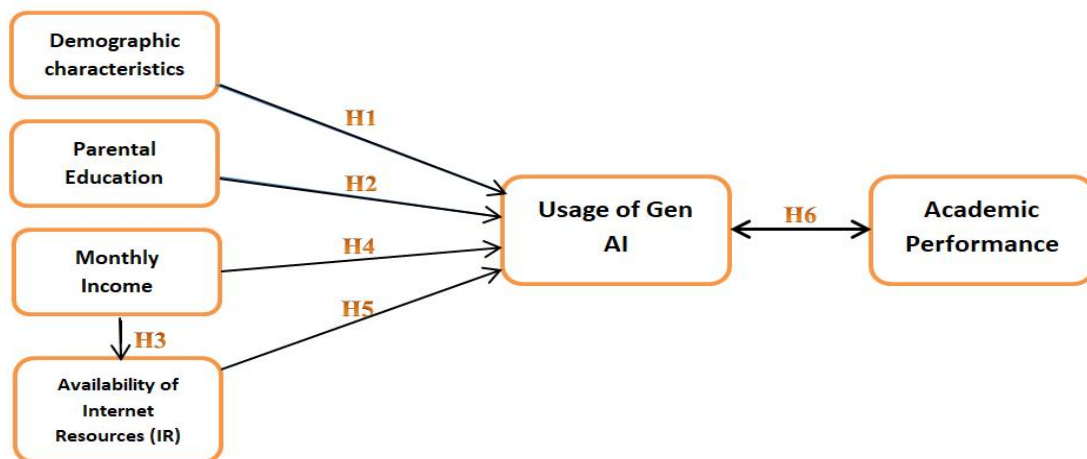 Demographic
characteristics
H1
Parental
Education
H2
Usage of Gen
AI
H6
Academic
Performance
Monthly
Income
H4
H3
H5
Availability of
Internet
Resources (IR)